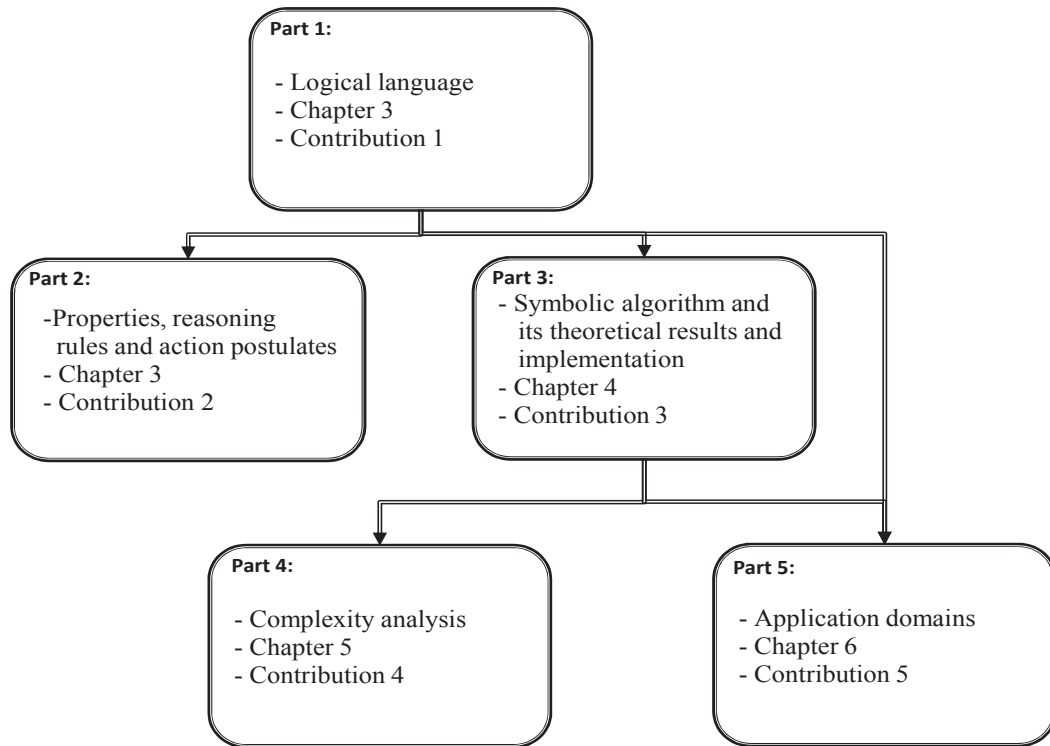 Part 1:
- Logical language
- Chapter 3
- Contribution 1
Part 2:
-Properties, reasoning
rules and action postulates
- Chapter 3
- Contribution 2
Part 3:
- Symbolic algorithm and
its theoretical results and
implementation
- Chapter 4
- Contribution 3
Part 4:
- Complexity analysis
- Chapter 5
- Contribution 4
Part 5:
- Application domains
- Chapter 6
- Contribution 5